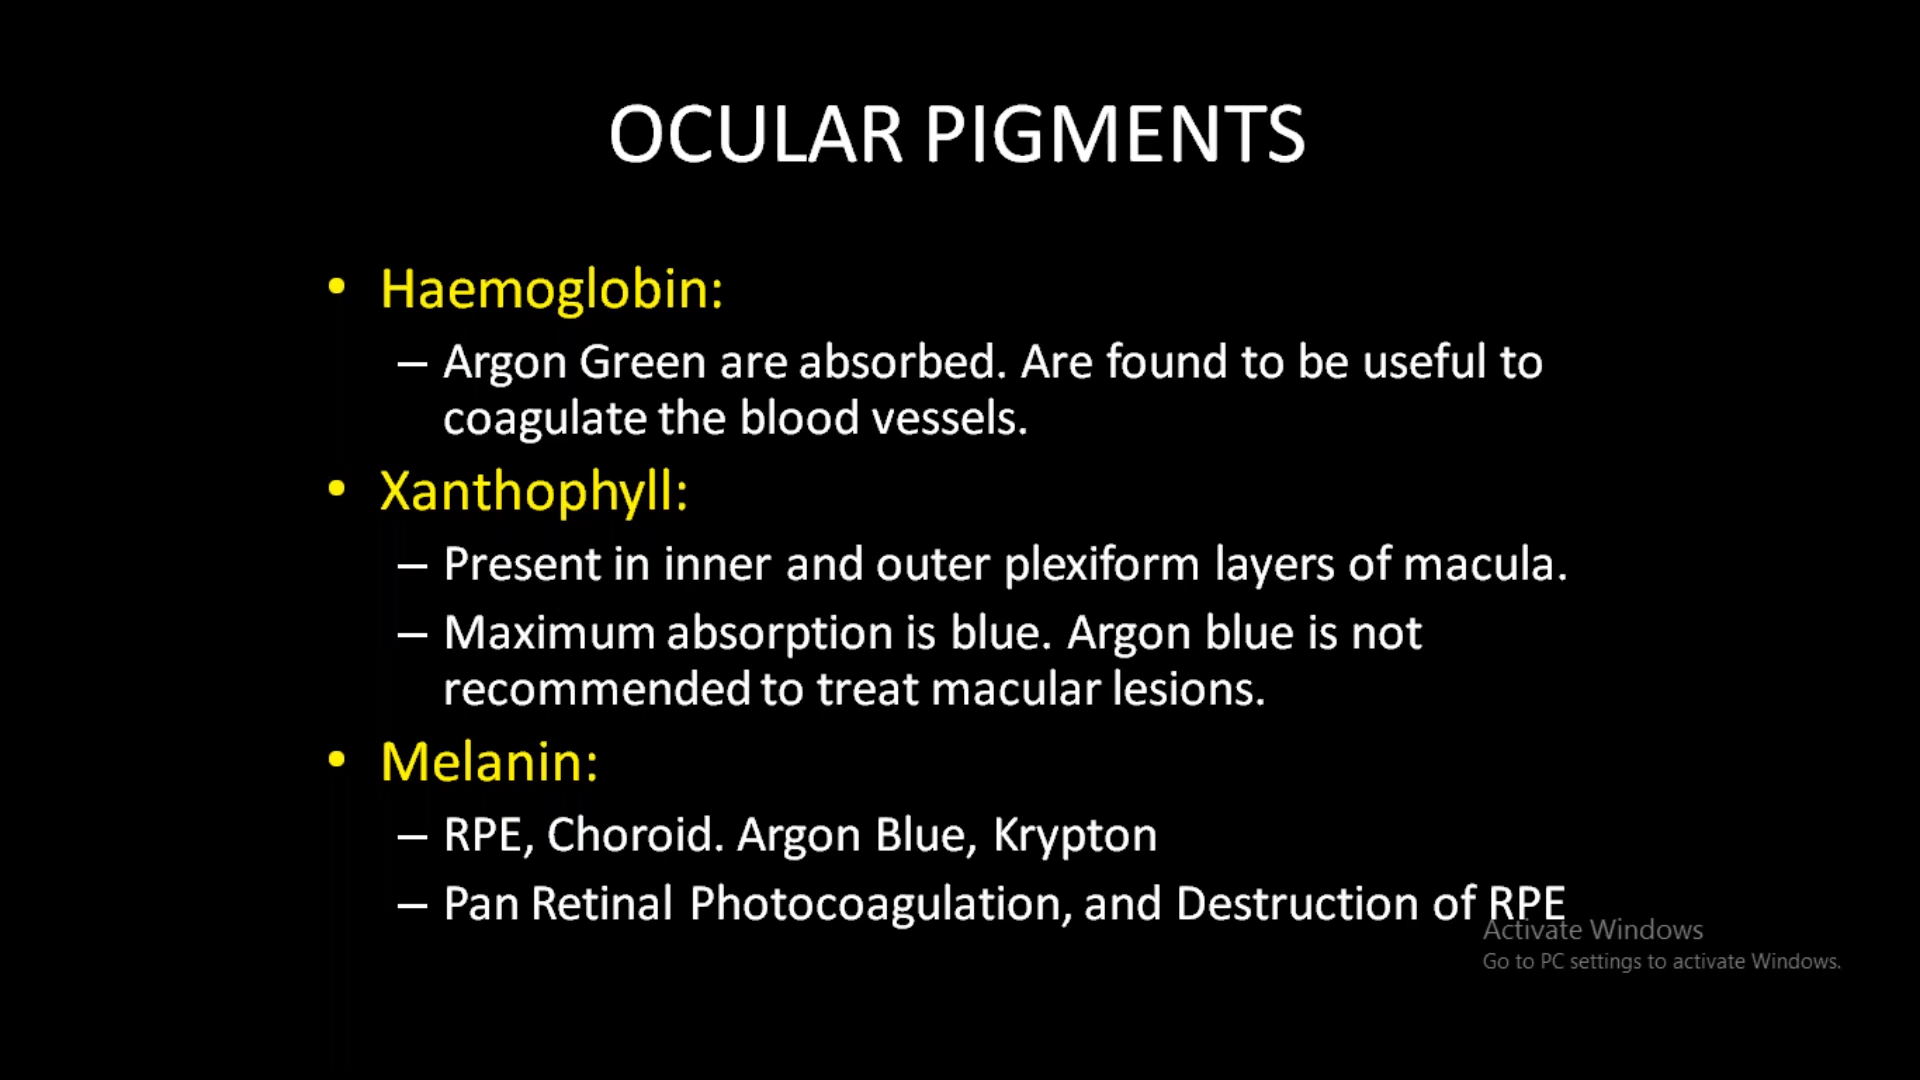 OCULAR PIGMENTS
• Haemoglobin:
– Argon Green are absorbed. Are found to be useful to
coagulate the blood vessels.
• Xanthophyll:
– Present in inner and outer plexiform layers of macula.
– Maximum absorption is blue. Argon blue is not
recommended to treat macular lesions.
• Melanin:
– RPE, Choroid. Argon Blue, Krypton
– Pan Retinal Photocoagulation, and Destruction of RPE
Activate Windows
Go to PC settings to activate Windows.